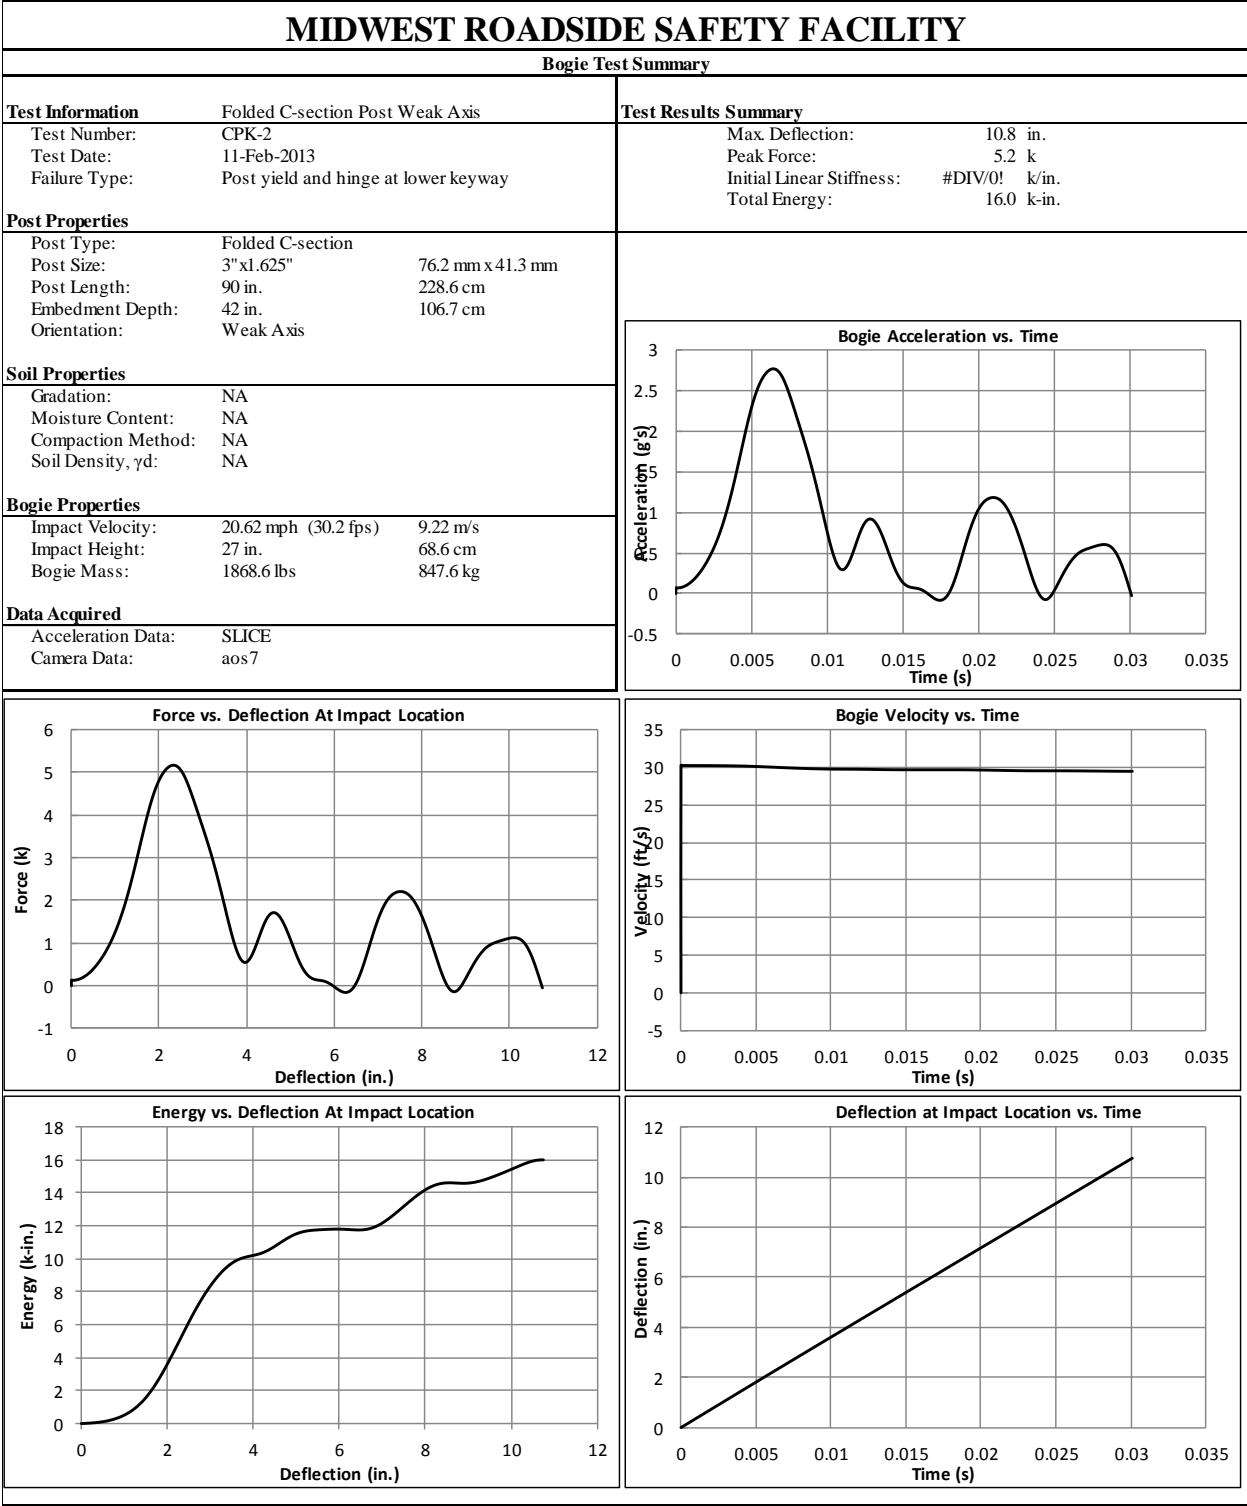 MIDWEST ROADSIDE SAFETY FACILITY
Bogie Test Summary
Test Information Folded C-section Post Weak Axis
Test Number: CPK-2
Test Date: 11-Feb-2013
Failure Type: Post yield and hinge at lower keyway
Post Properties
Post Type: Folded C-section
Post Size: 3"x1.625" 76.2 mm x 41.3 mm
Post Length: 90 in. 228.6 cm
Embedment Depth: 42 in. 106.7 cm
Orientation: Weak Axis
Soil Properties
Gradation: NA
Moisture Content: NA
Compaction Method: NA
Soil Density, γd: NA
Bogie Properties
Impact Velocity: 20.62 mph (30.2 fps) 9.22 m/s
Impact Height: 27 in. 68.6 cm
Bogie Mass: 1868.6 lbs 847.6 kg
Data Acquired
Acceleration Data: SLICE
Camera Data: aos7
Test Results Summary
Max. Deflection: 10.8 in.
Peak Force: 5.2 k
Initial Linear Stiffness: #DIV/0! k/in.
Total Energy: 16.0 k-in.
Bogie Acceleration vs. Time
Acceleration (g's)
3
2.5
2
1.5
1
0.5
0
-0.5
0 0.005 0.01 0.015 0.02 0.025 0.03 0.035
Time (s)
Force vs. Deflection At Impact Location
Force (k)
6
5
4
3
2
1
0
-1
0 2 4 6 8 10 12
Deflection (in.)
Bogie Velocity vs. Time
Velocity (ft/s)
35
30
25
20
15
10
5
0
-5
0 0.005 0.01 0.015 0.02 0.025 0.03 0.035
Time (s)
Energy vs. Deflection At Impact Location
Energy (k-in.)
18
16
14
12
10
8
6
4
2
0
0 2 4 6 8 10 12
Deflection (in.)
Deflection at Impact Location vs. Time
Deflection (in.)
12
10
8
6
4
2
0
0 0.005 0.01 0.015 0.02 0.025 0.03 0.035
Time (s)